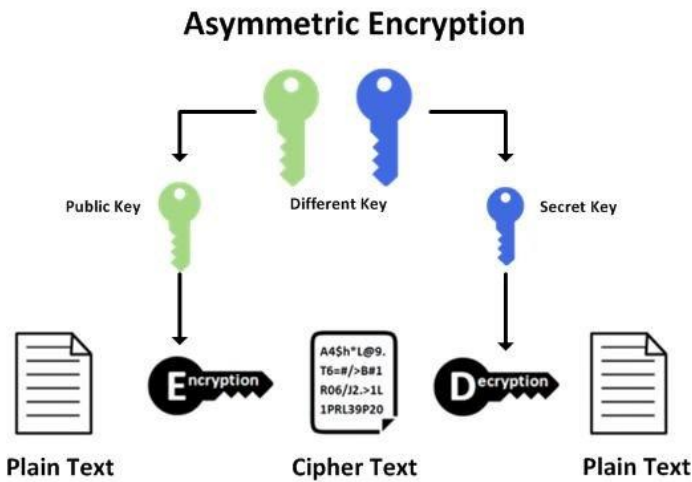 Asymmetric Encryption
Public Key
Different Key
Secret Key
A4$h*L@9.
T6=#/>B#1
R06/J2.>1L
1PRL39P20
Encryption
Decryption
Plain Text
Cipher Text
Plain Text